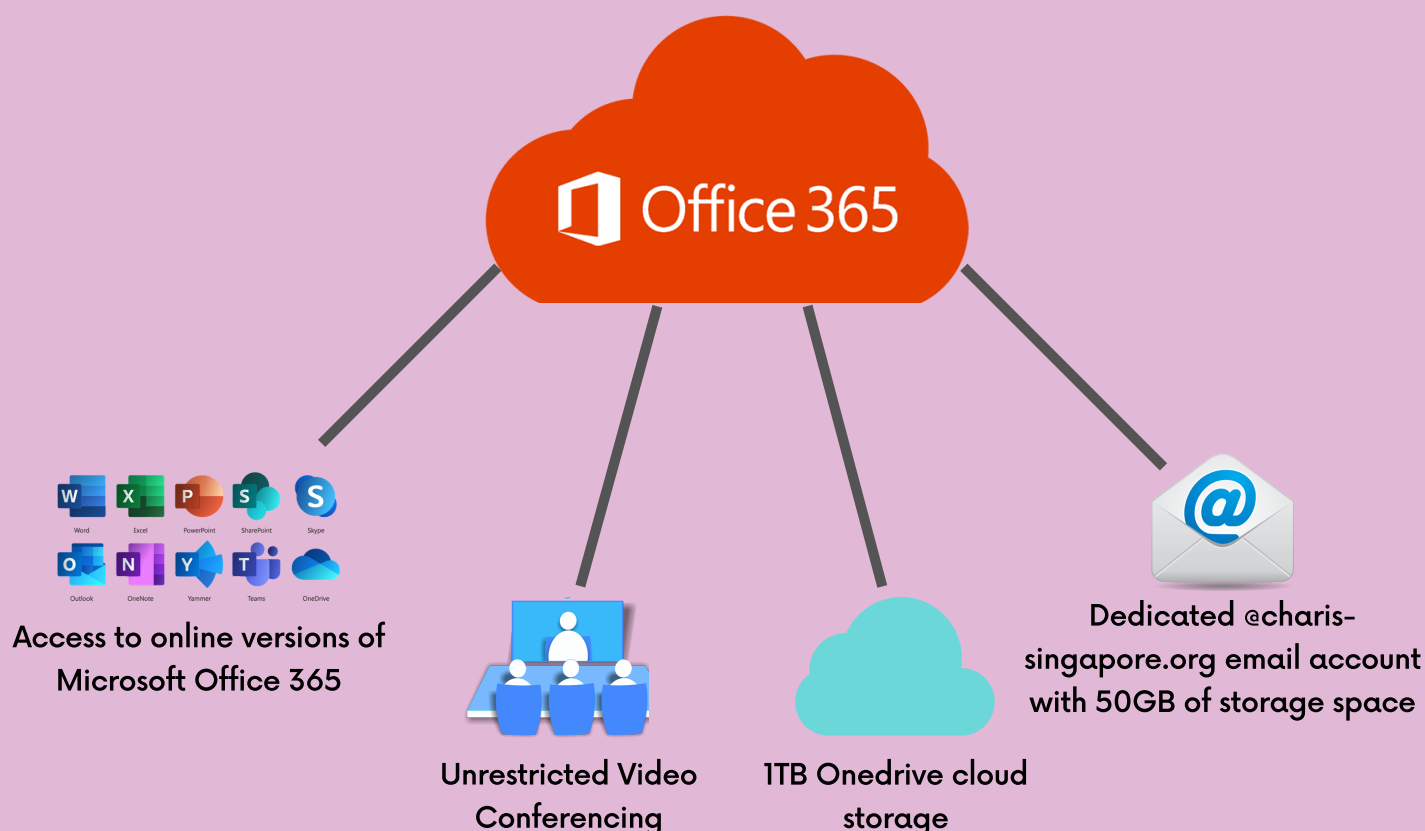 Office 365
W X P S S
Word Excel PowerPoint SharePoint Skype
O N Y T
Outlook OneNote Yammer Teams OneDrive
Access to online versions of
Microsoft Office 365
Unrestricted Video
Conferencing
1TB Onedrive cloud
storage
@
Dedicated @charis-
singapore.org email account
with 50GB of storage space